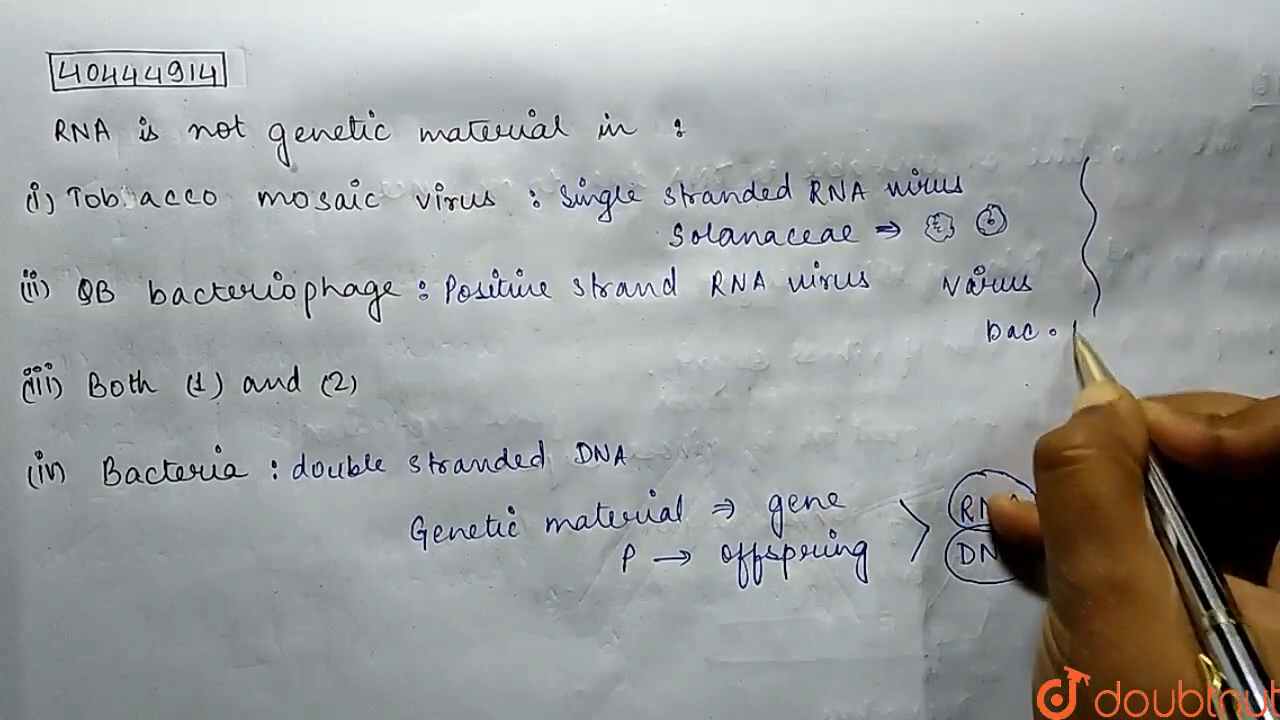 40444914
RNA is not genetic material in :
(i) Tobacco mosaic virus : Single stranded RNA virus
Solanaceae ⇒
(ii) QB bacteriophage : Positive strand RNA virus
Virus
bac.
(iii) Both (1) and (2)
(iv) Bacteria : double stranded DNA
Genetic material ⇒ gene
P → offspring
RNA
DN
doubtnut